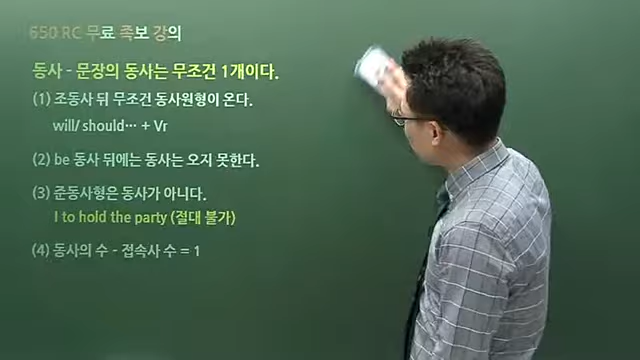 650 RC 무료 족보 강의
동사 - 문장의 동사는 무조건 1개이다.
(1) 조동사 뒤 무조건 동사원형이 온다.
will/ should… + Vr
(2) be 동사 뒤에는 동사는 오지 못한다.
(3) 준동사형은 동사가 아니다.
I to hold the party (절대 불가)
(4) 동사의 수 - 접속사 수 = 1